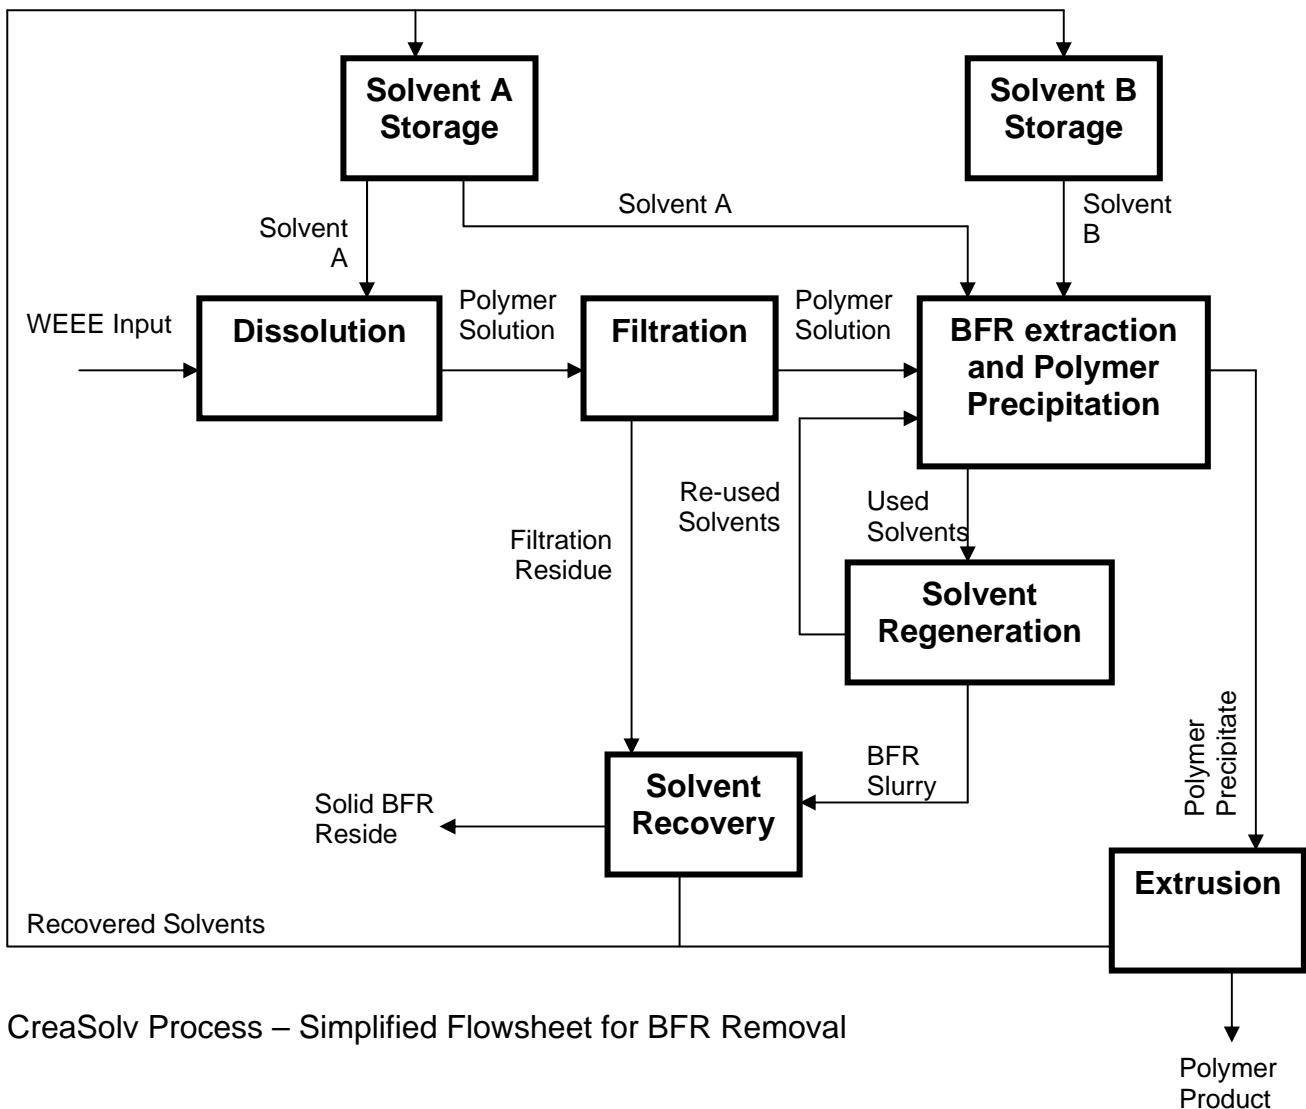 Solvent A
Storage
Solvent B
Storage
Solvent A
Solvent
B
Solvent
A
WEEE Input
Dissolution
Polymer
Solution
Filtration
Polymer
Solution
BFR extraction
and Polymer
Precipitation
Re-used
Solvents
Used
Solvents
Filtration
Residue
Solvent
Regeneration
Polymer
Precipitate
BFR
Slurry
Solvent
Recovery
Solid BFR
Reside
Extrusion
Recovered Solvents
CreaSolv Process – Simplified Flowsheet for BFR Removal
Polymer
Product